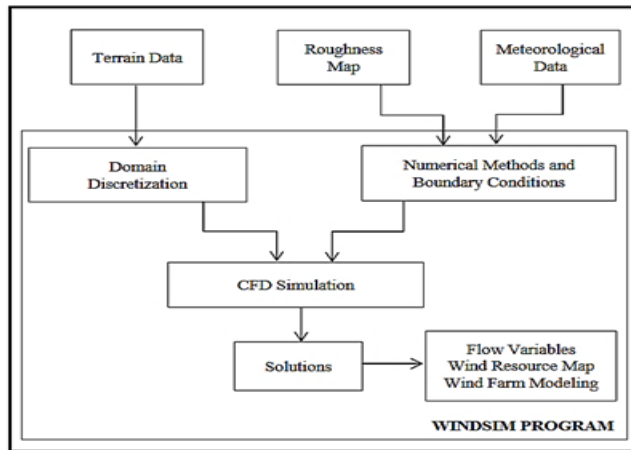 Terrain Data
Roughness
Map
Meteorological
Data
Domain
Discretization
Numerical Methods and
Boundary Conditions
CFD Simulation
Solutions
Flow Variables
Wind Resource Map
Wind Farm Modeling
WINDSIM PROGRAM